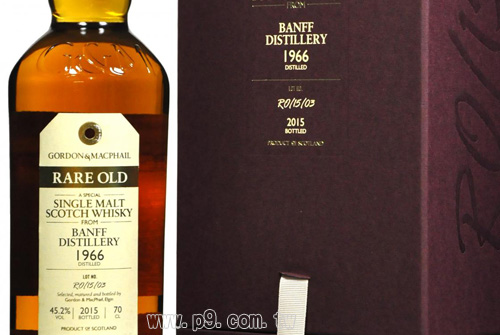 GORDON & MACPHAIL
RARE OLD
A SPECIAL
SINGLE MALT
SCOTCH WHISKY
FROM
BANFF
DISTILLERY
1966
DISTILLED
LOT NO.
RO/15/03
Selected, matured and bottled by
Gordon & MacPhail, Elgin
45.2% VOL
2015 BOTTLED
70 CL
PRODUCT OF SCOTLAND
FROM
BANFF
DISTILLERY
1966
DISTILLED
LOT NO.
RO/15/03
2015
BOTTLED
PRODUCT OF SCOTLAND
www.p9.com.tw